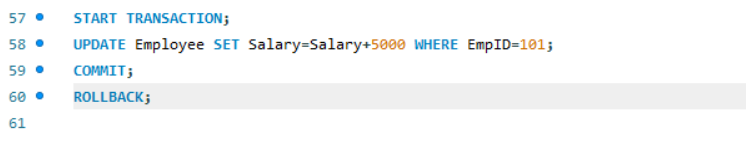 57 START TRANSACTION;
58 UPDATE Employee SET Salary=Salary+5000 WHERE EmpID=101;
59 COMMIT;
60 ROLLBACK;
61